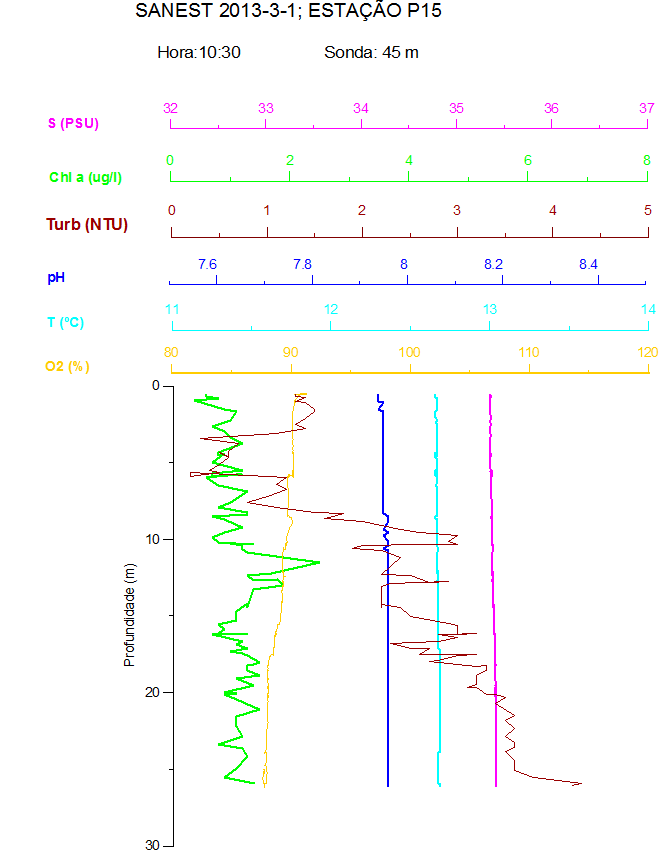 SANEST 2013-3-1; ESTAÇÃO P15
Hora:10:30 Sonda: 45 m
32 33 34 35 36 37
S (PSU)
0 2 4 6 8
Chl a (ug/l)
0 1 2 3 4 5
Turb (NTU)
7.6 7.8 8 8.2 8.4
pH
11 12 13 14
T (ºC)
80 90 100 110 120
O2 (%)
0
10
Profundidade (m)
20
30